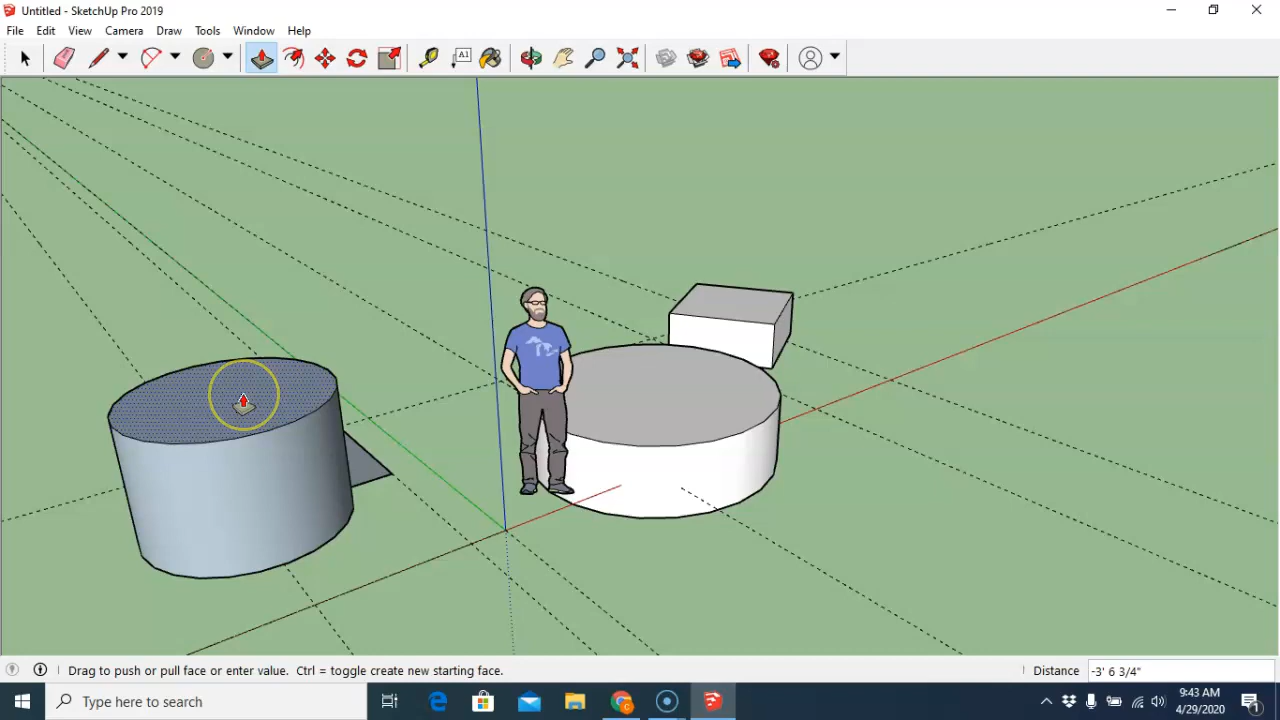 Untitled - SketchUp Pro 2019
File Edit View Camera Draw Tools Window Help
A1
Drag to push or pull face or enter value. Ctrl = toggle create new starting face.
Distance -3' 6 3/4"
Type here to search
9:43 AM
4/29/2020
1